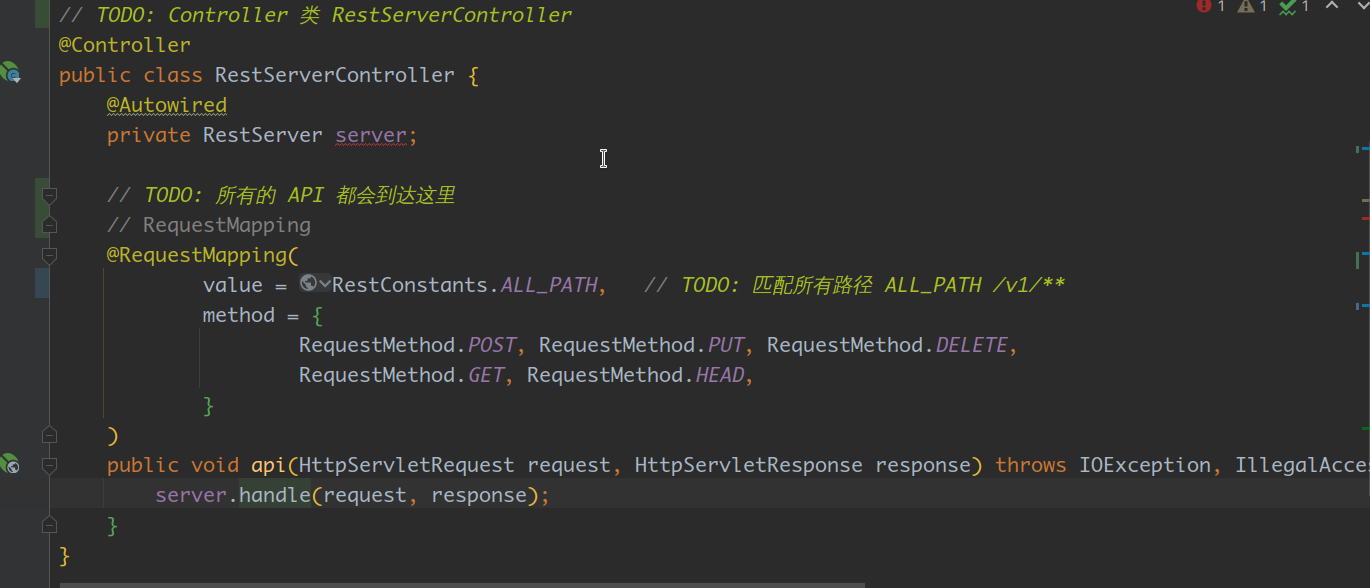 // TODO: Controller 类 RestServerController
1 1 1
@Controller
public class RestServerController {
@Autowired
private RestServer server;
// TODO: 所有的 API 都会到达这里
// RequestMapping
@RequestMapping(
value = RestConstants.ALL_PATH, // TODO: 匹配所有路径 ALL_PATH /v1/**
method = {
RequestMethod.POST, RequestMethod.PUT, RequestMethod.DELETE,
RequestMethod.GET, RequestMethod.HEAD,
}
)
public void api(HttpServletRequest request, HttpServletResponse response) throws IOException, IllegalAcce
server.handle(request, response);
}
}